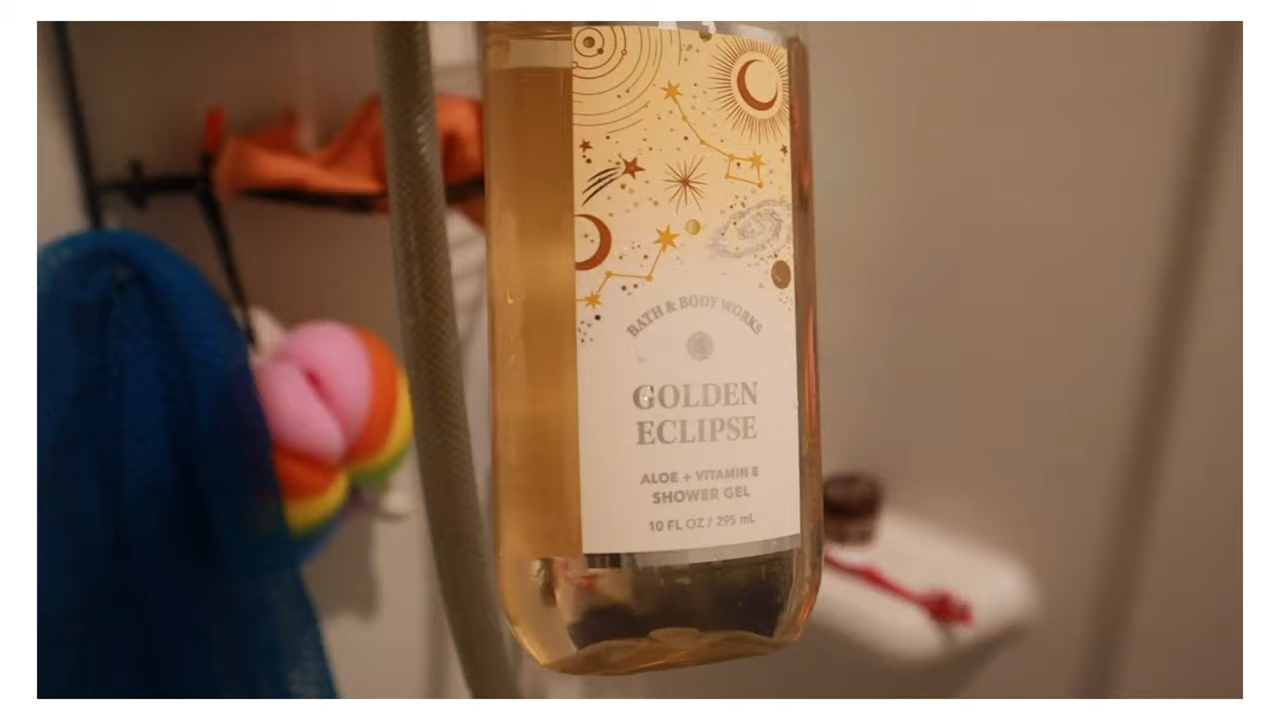 BATH & BODY WORKS
GOLDEN
ECLIPSE
ALOE + VITAMIN E
SHOWER GEL
10 FL OZ / 295 mL